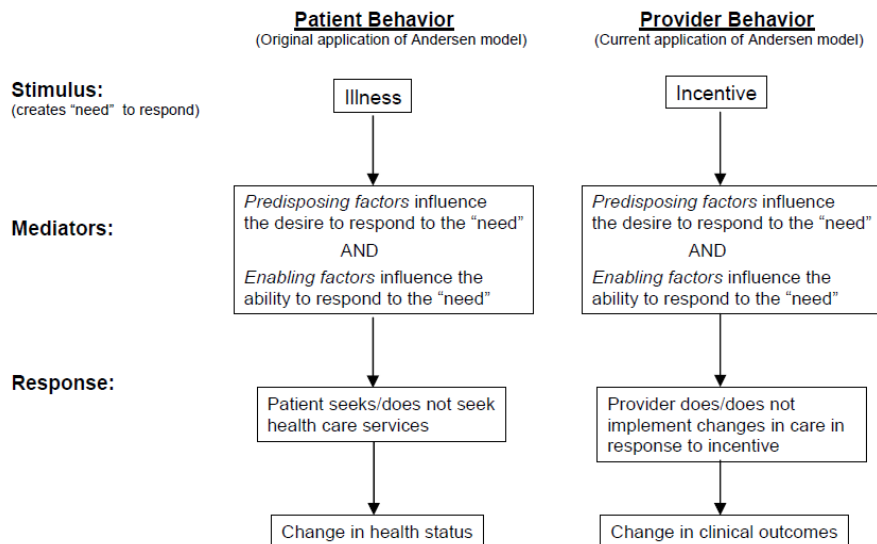 Patient Behavior
(Original application of Andersen model)
Provider Behavior
(Current application of Andersen model)
Stimulus:
(creates “need”  to respond)
Illness
Incentive
Mediators:
Predisposing factors influence
the desire to respond to the “need”
AND
Enabling factors influence the
ability to respond to the “need”
Predisposing factors influence
the desire to respond to the “need”
AND
Enabling factors influence the
ability to respond to the “need”
Response:
Patient seeks/does not seek
health care services
Provider does/does not
implement changes in care in
response to incentive
Change in health status
Change in clinical outcomes